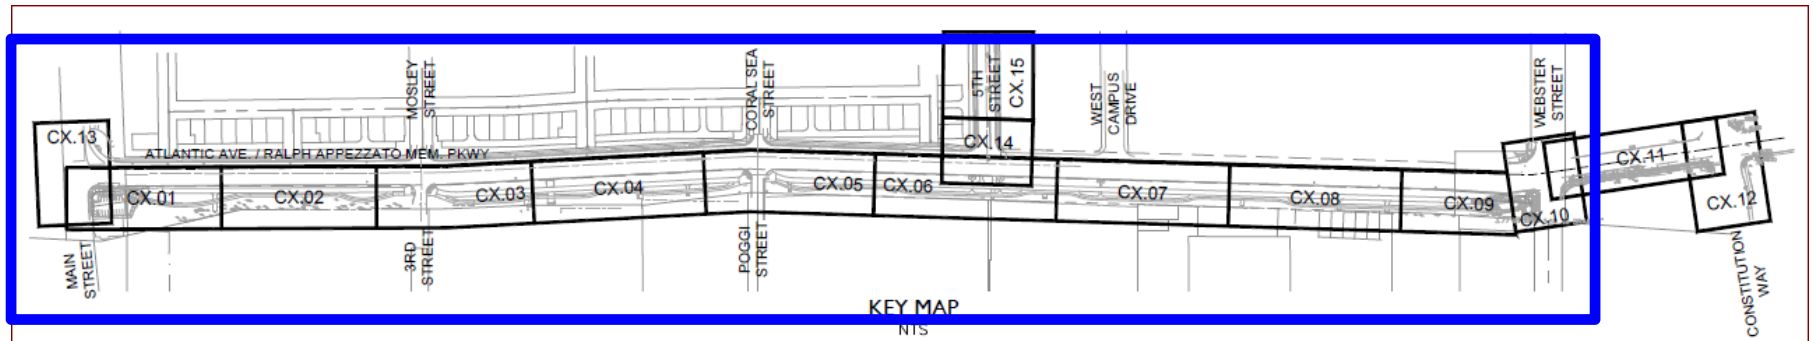 MOSLEY
STREET
CORAL SEA
STREET
5TH
STREET
CX.15
WEST
CAMPUS
DRIVE
WEBSTER
STREET
CX.13
ATLANTIC AVE. / RALPH APPEZZATO MEM. PKWY
CX.14
CX.11
CX.01
CX.02
CX.03
CX.04
CX.05
CX.06
CX.07
CX.08
CX.09
CX.10
CX.12
MAIN
STREET
3RD
STREET
POGGI
STREET
CONSTITUTION
WAY
KEY MAP
NTS